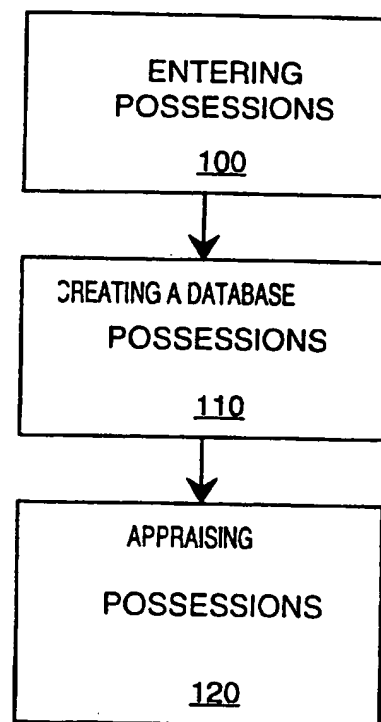 ENTERING
POSSESSIONS
100
CREATING A DATABASE
POSSESSIONS
110
APPRAISING
POSSESSIONS
120